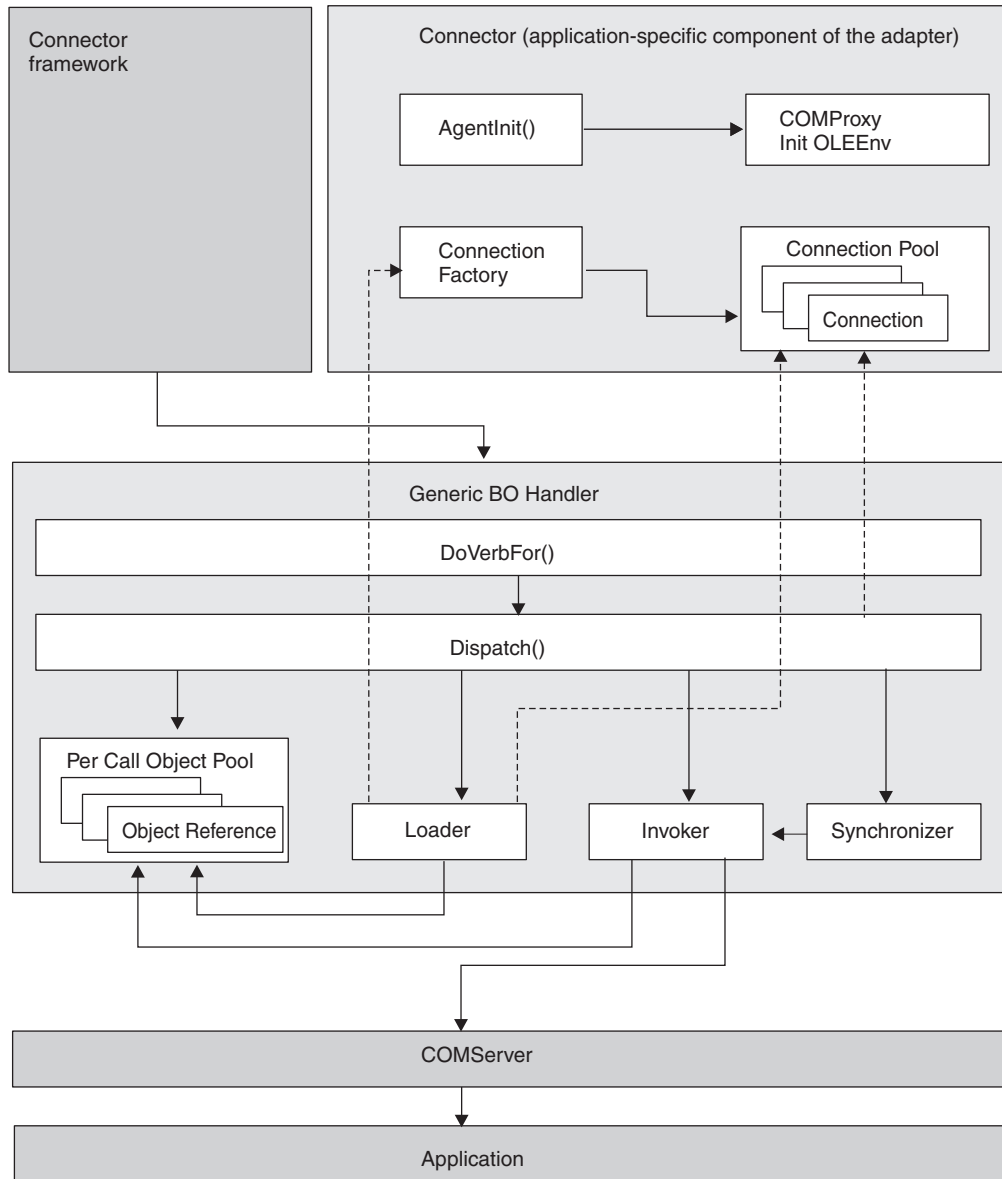 Connector
framework
Connector (application-specific component of the adapter)
AgentInit()
COMProxy
Init OLEEnv
Connection
Factory
Connection Pool
Connection
Generic BO Handler
DoVerbFor()
Dispatch()
Per Call Object Pool
Object Reference
Loader
Invoker
Synchronizer
COMServer
Application